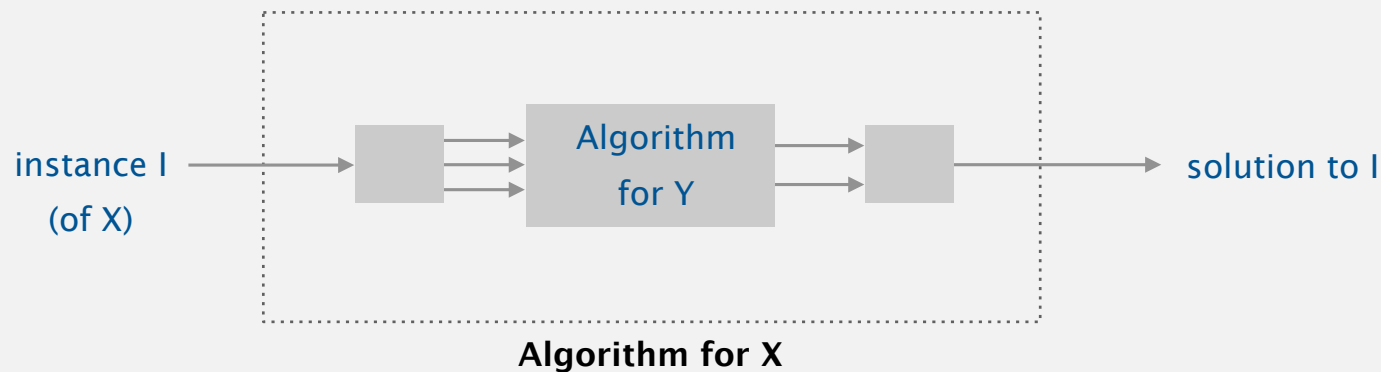 instance I
(of X)
Algorithm
for Y
solution to I
Algorithm for X